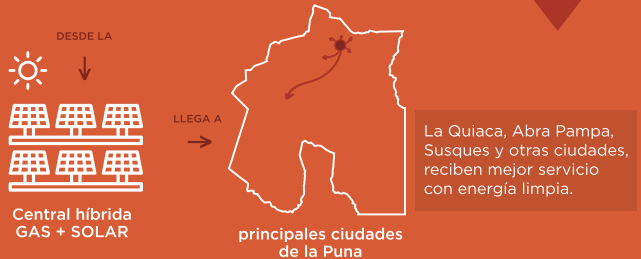 DESDE LA
Central híbrida
GAS + SOLAR
LLEGA A
principales ciudades
de la Puna
La Quiaca, Abra Pampa,
Susques y otras ciudades,
reciben mejor servicio
con energía limpia.